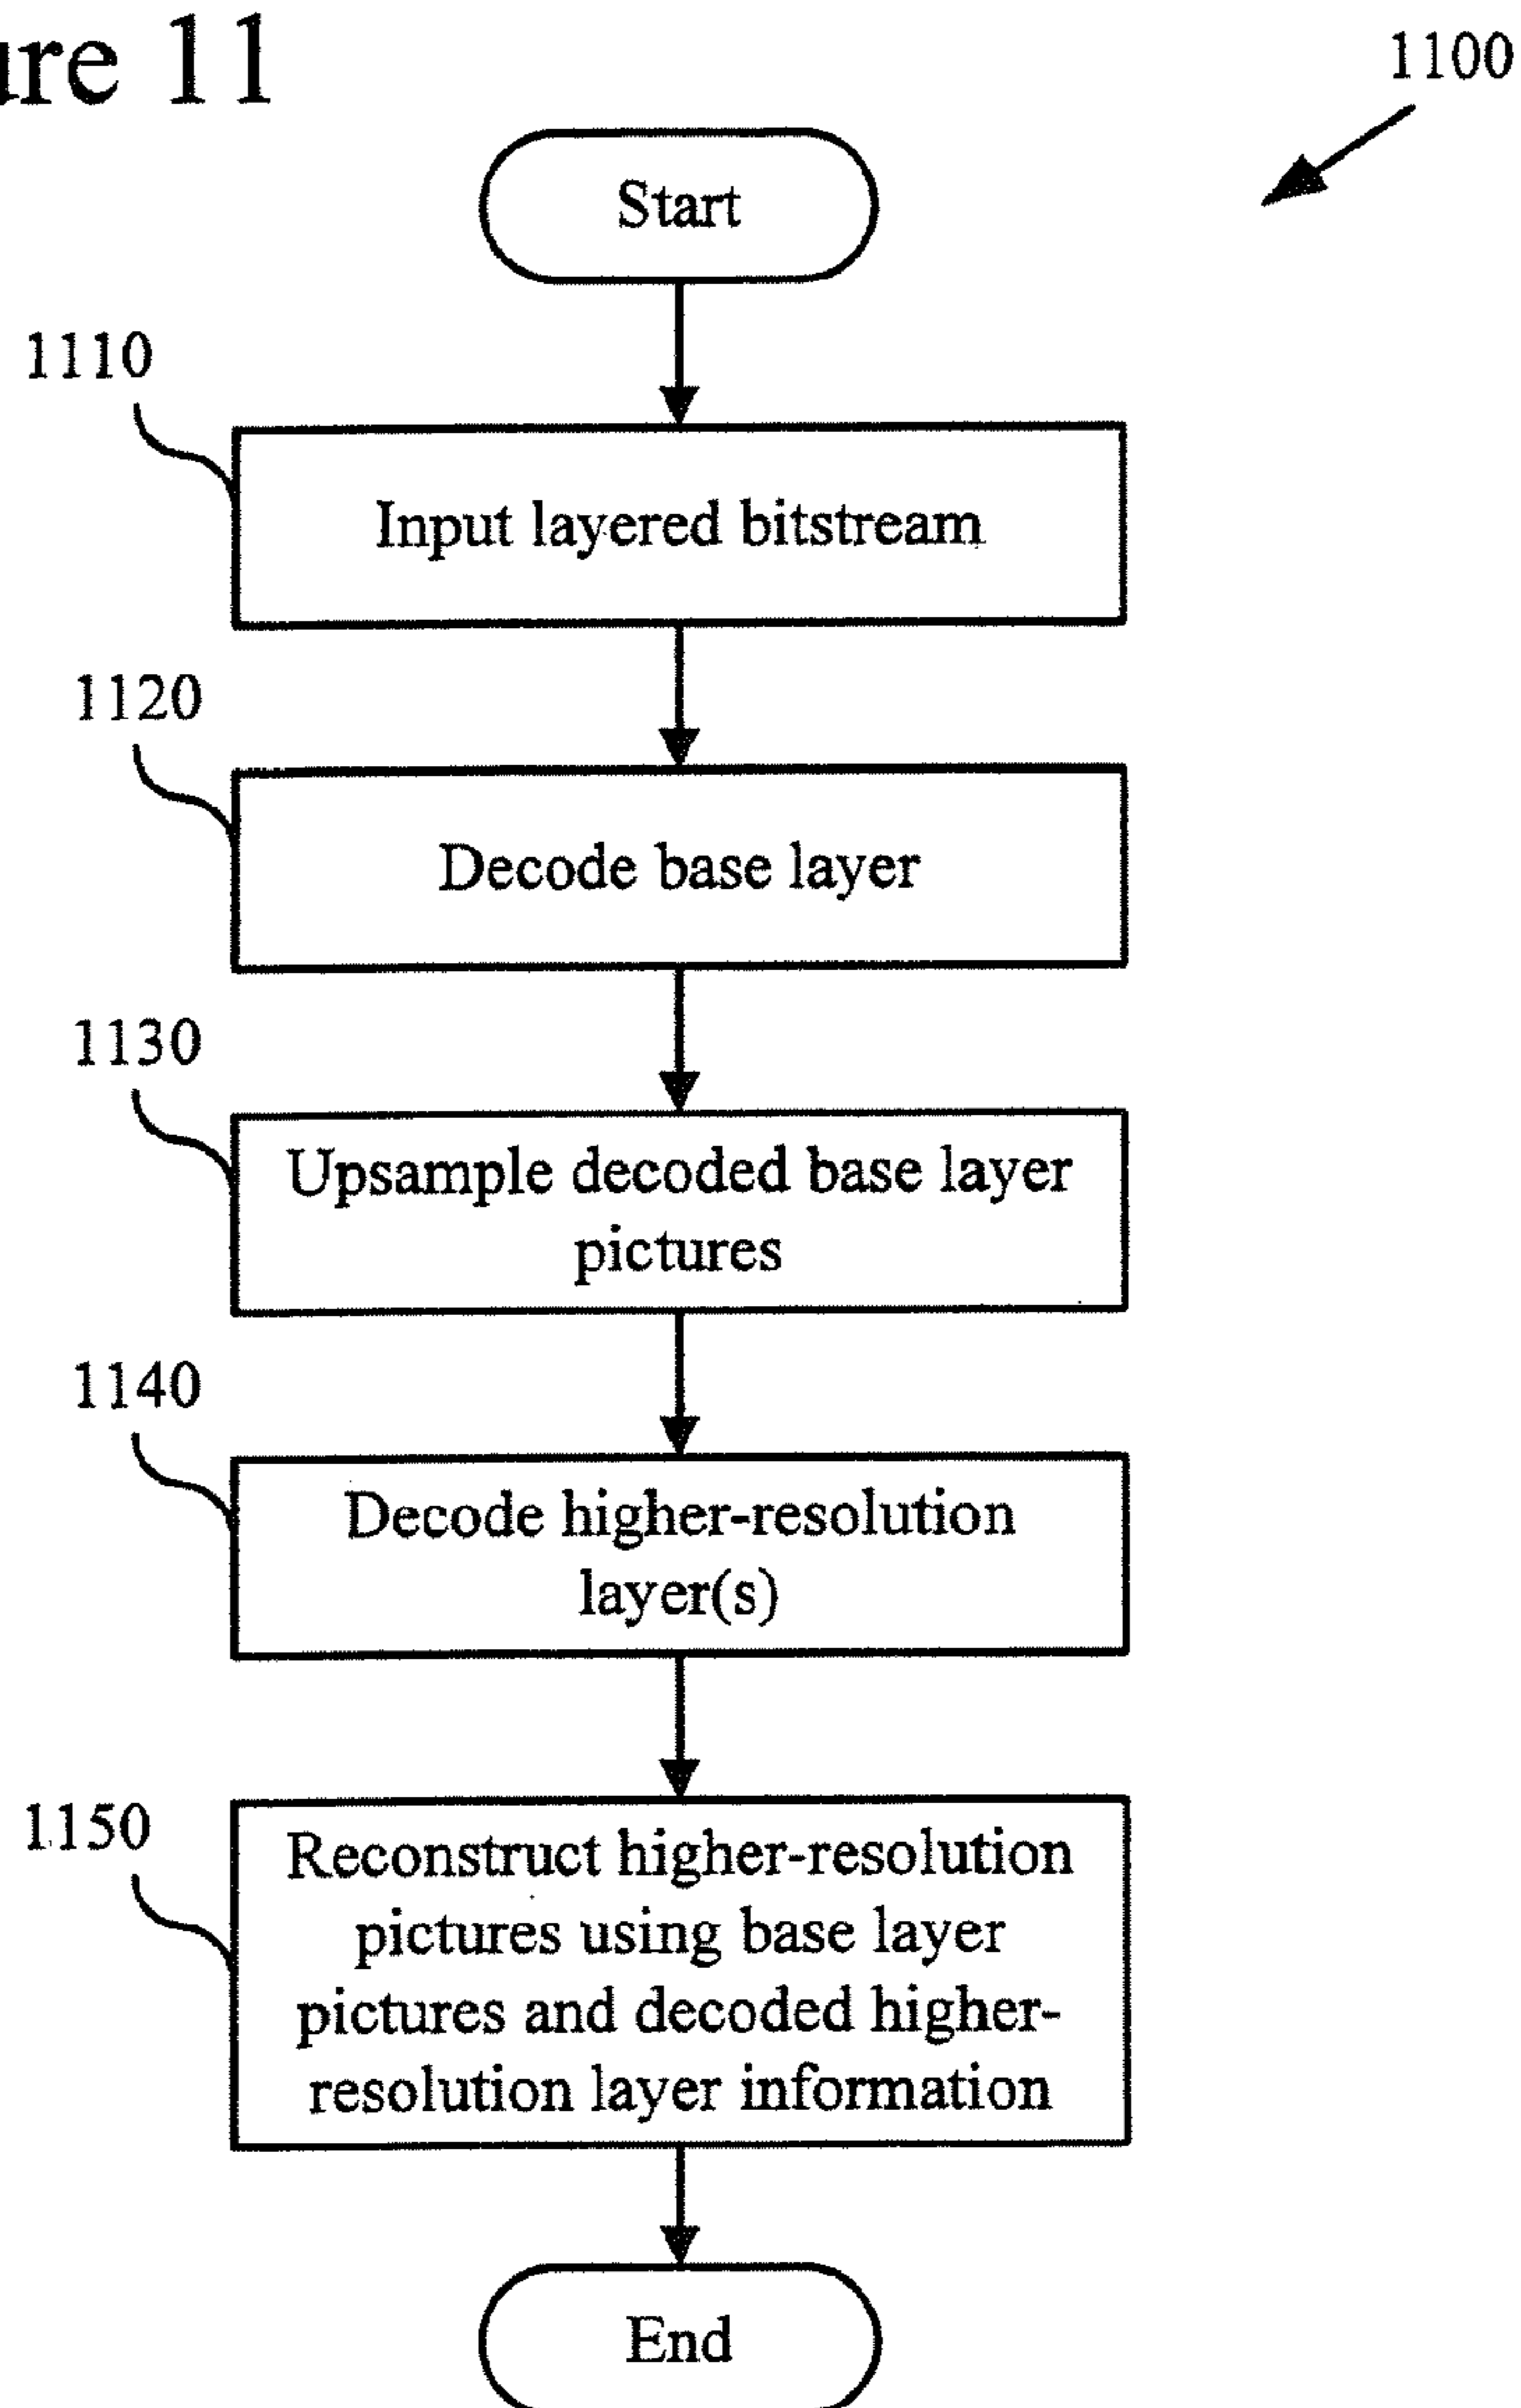 ure 11
1100
Start
1110
Input layered bitstream
1120
Decode base layer
1130
Upsample decoded base layer
pictures
1140
Decode higher-resolution
layer(s)
1150
Reconstruct higher-resolution
pictures using base layer
pictures and decoded higher-
resolution layer information
End